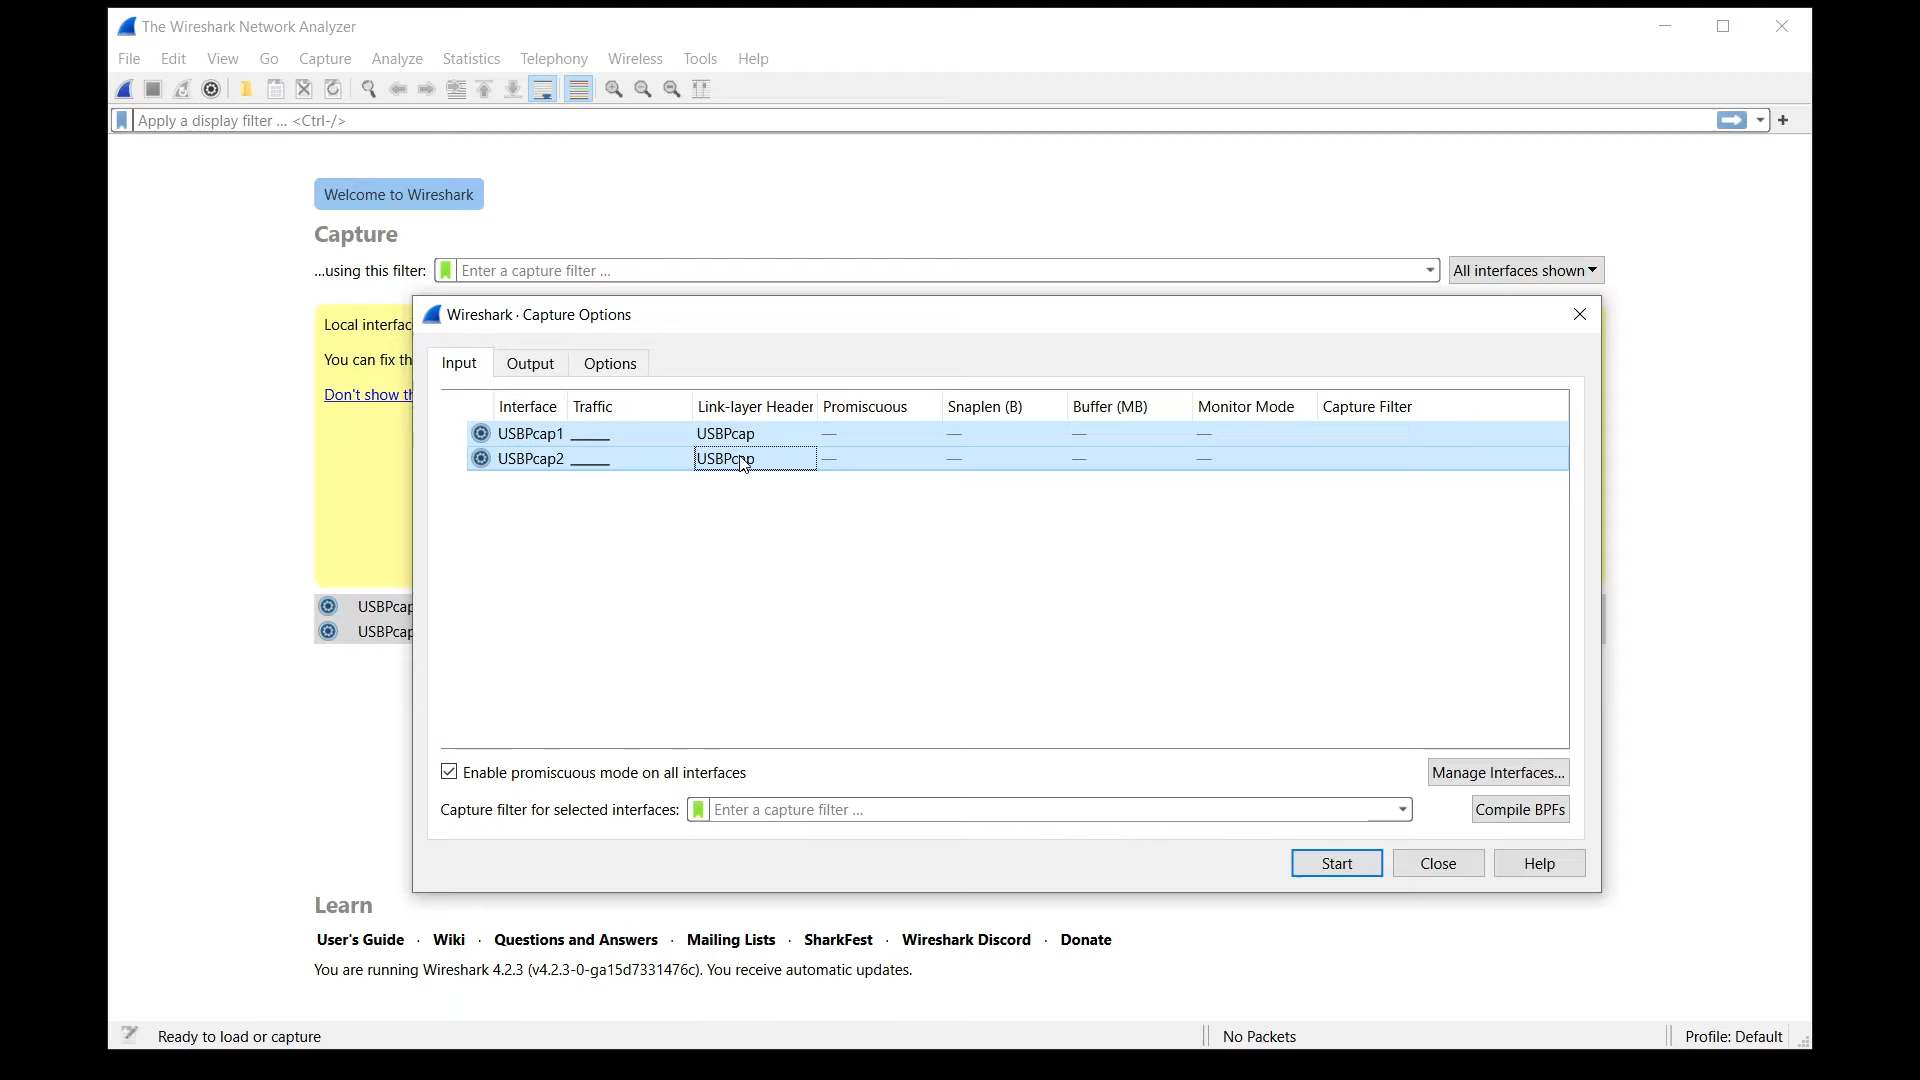 The Wireshark Network Analyzer
File Edit View Go Capture Analyze Statistics Telephony Wireless Tools Help
Apply a display filter ... <Ctrl-/>
Welcome to Wireshark
Capture
...using this filter: Enter a capture filter ... All interfaces shown
Local interfac
You can fix th
Don't show th
Wireshark · Capture Options
Input Output Options
Interface Traffic Link-layer Header Promiscuous Snaplen (B) Buffer (MB) Monitor Mode Capture Filter
USBPcap1 USBPcap — — — —
USBPcap2 USBPcap — — — —
Enable promiscuous mode on all interfaces Manage Interfaces...
Capture filter for selected interfaces: Enter a capture filter ... Compile BPFs
Start Close Help
USBPcap
USBPcap
Learn
User's Guide · Wiki · Questions and Answers · Mailing Lists · SharkFest · Wireshark Discord · Donate
You are running Wireshark 4.2.3 (v4.2.3-0-ga15d7331476c). You receive automatic updates.
Ready to load or capture No Packets Profile: Default